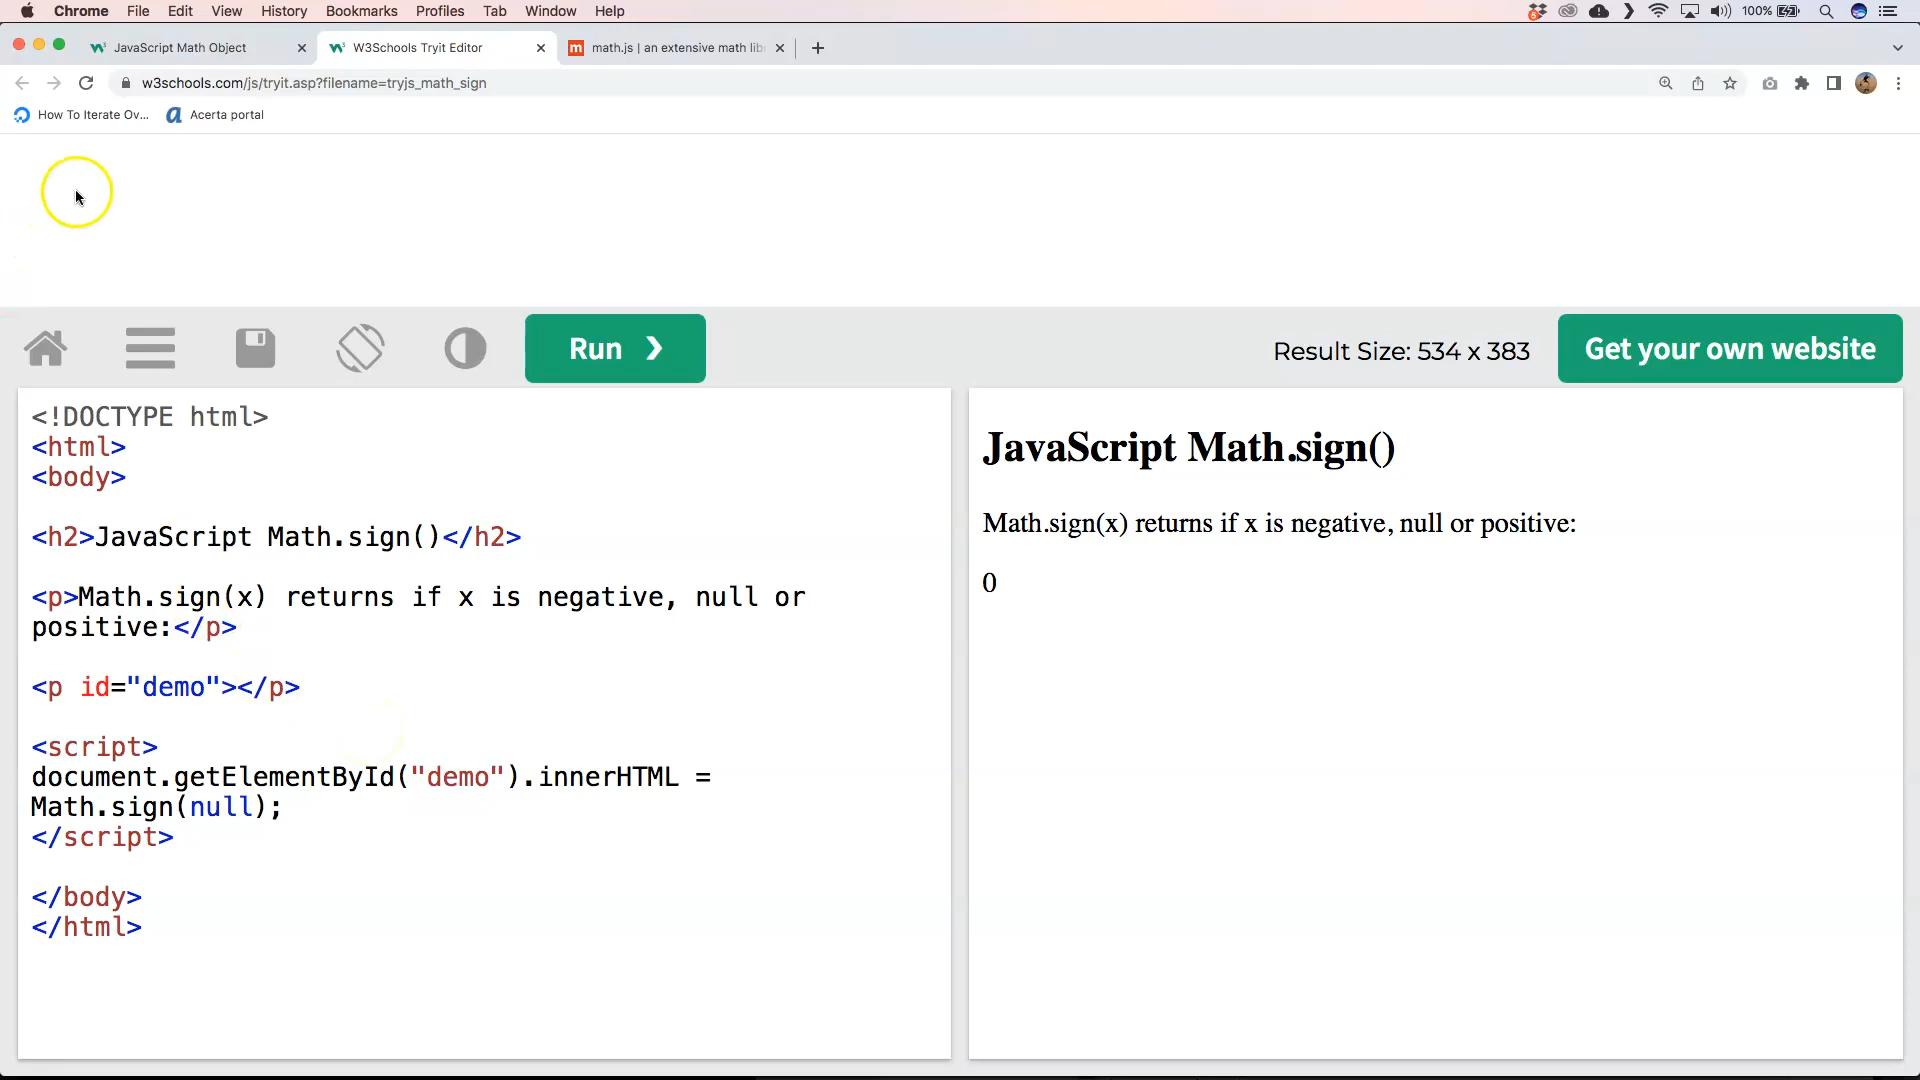 Chrome File Edit View History Bookmarks Profiles Tab Window Help 100%
JavaScript Math Object W3Schools Tryit Editor math.js | an extensive math lib
w3schools.com/js/tryit.asp?filename=tryjs_math_sign
How To Iterate Ov... Acerta portal
Run ❯ Result Size: 534 x 383 Get your own website
<!DOCTYPE html>
<html>
<body>
<h2>JavaScript Math.sign()</h2>
<p>Math.sign(x) returns if x is negative, null or
positive:</p>
<p id="demo"></p>
<script>
document.getElementById("demo").innerHTML =
Math.sign(null);
</script>
</body>
</html>
JavaScript Math.sign()
Math.sign(x) returns if x is negative, null or positive:
0